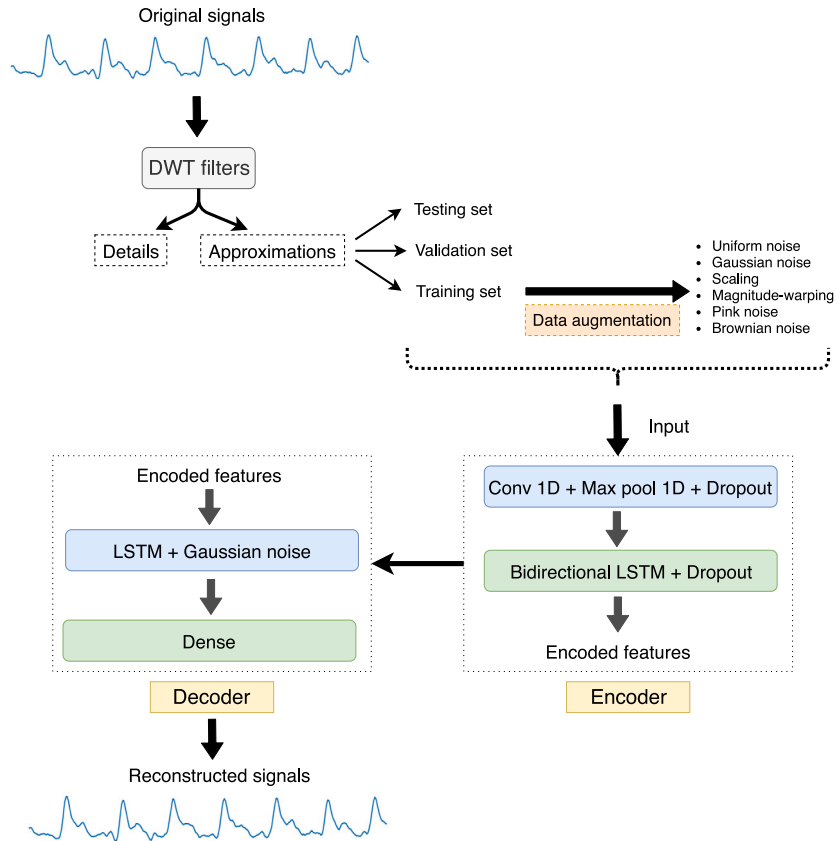 Original signals
DWT filters
Details
Approximations
Testing set
Validation set
Training set
Data augmentation
• Uniform noise
• Gaussian noise
• Scaling
• Magnitude-warping
• Pink noise
• Brownian noise
Input
Conv 1D + Max pool 1D + Dropout
Bidirectional LSTM + Dropout
Encoded features
Encoder
Encoded features
LSTM + Gaussian noise
Dense
Decoder
Reconstructed signals